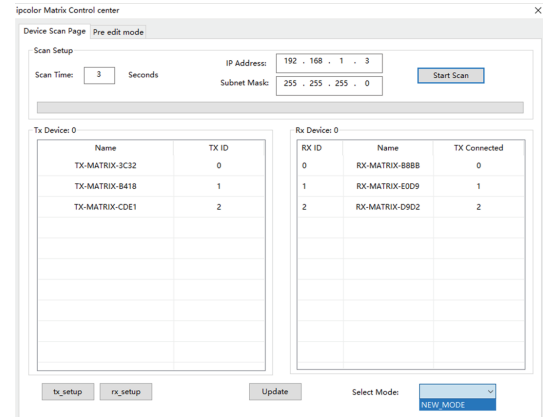 ipcolor Matrix Control center
Device Scan Page Pre edit mode
Scan Setup
Scan Time: 3 Seconds
IP Address: 192 . 168 . 1 . 3
Subnet Mask: 255 . 255 . 255 . 0
Start Scan
Tx Device: 0
Name TX ID
TX-MATRIX-3C32 0
TX-MATRIX-B418 1
TX-MATRIX-CDE1 2
Rx Device: 0
RX ID Name TX Connected
0 RX-MATRIX-B8BB 0
1 RX-MATRIX-E0D9 1
2 RX-MATRIX-D9D2 2
tx_setup rx_setup Update Select Mode:
NEW_MODE